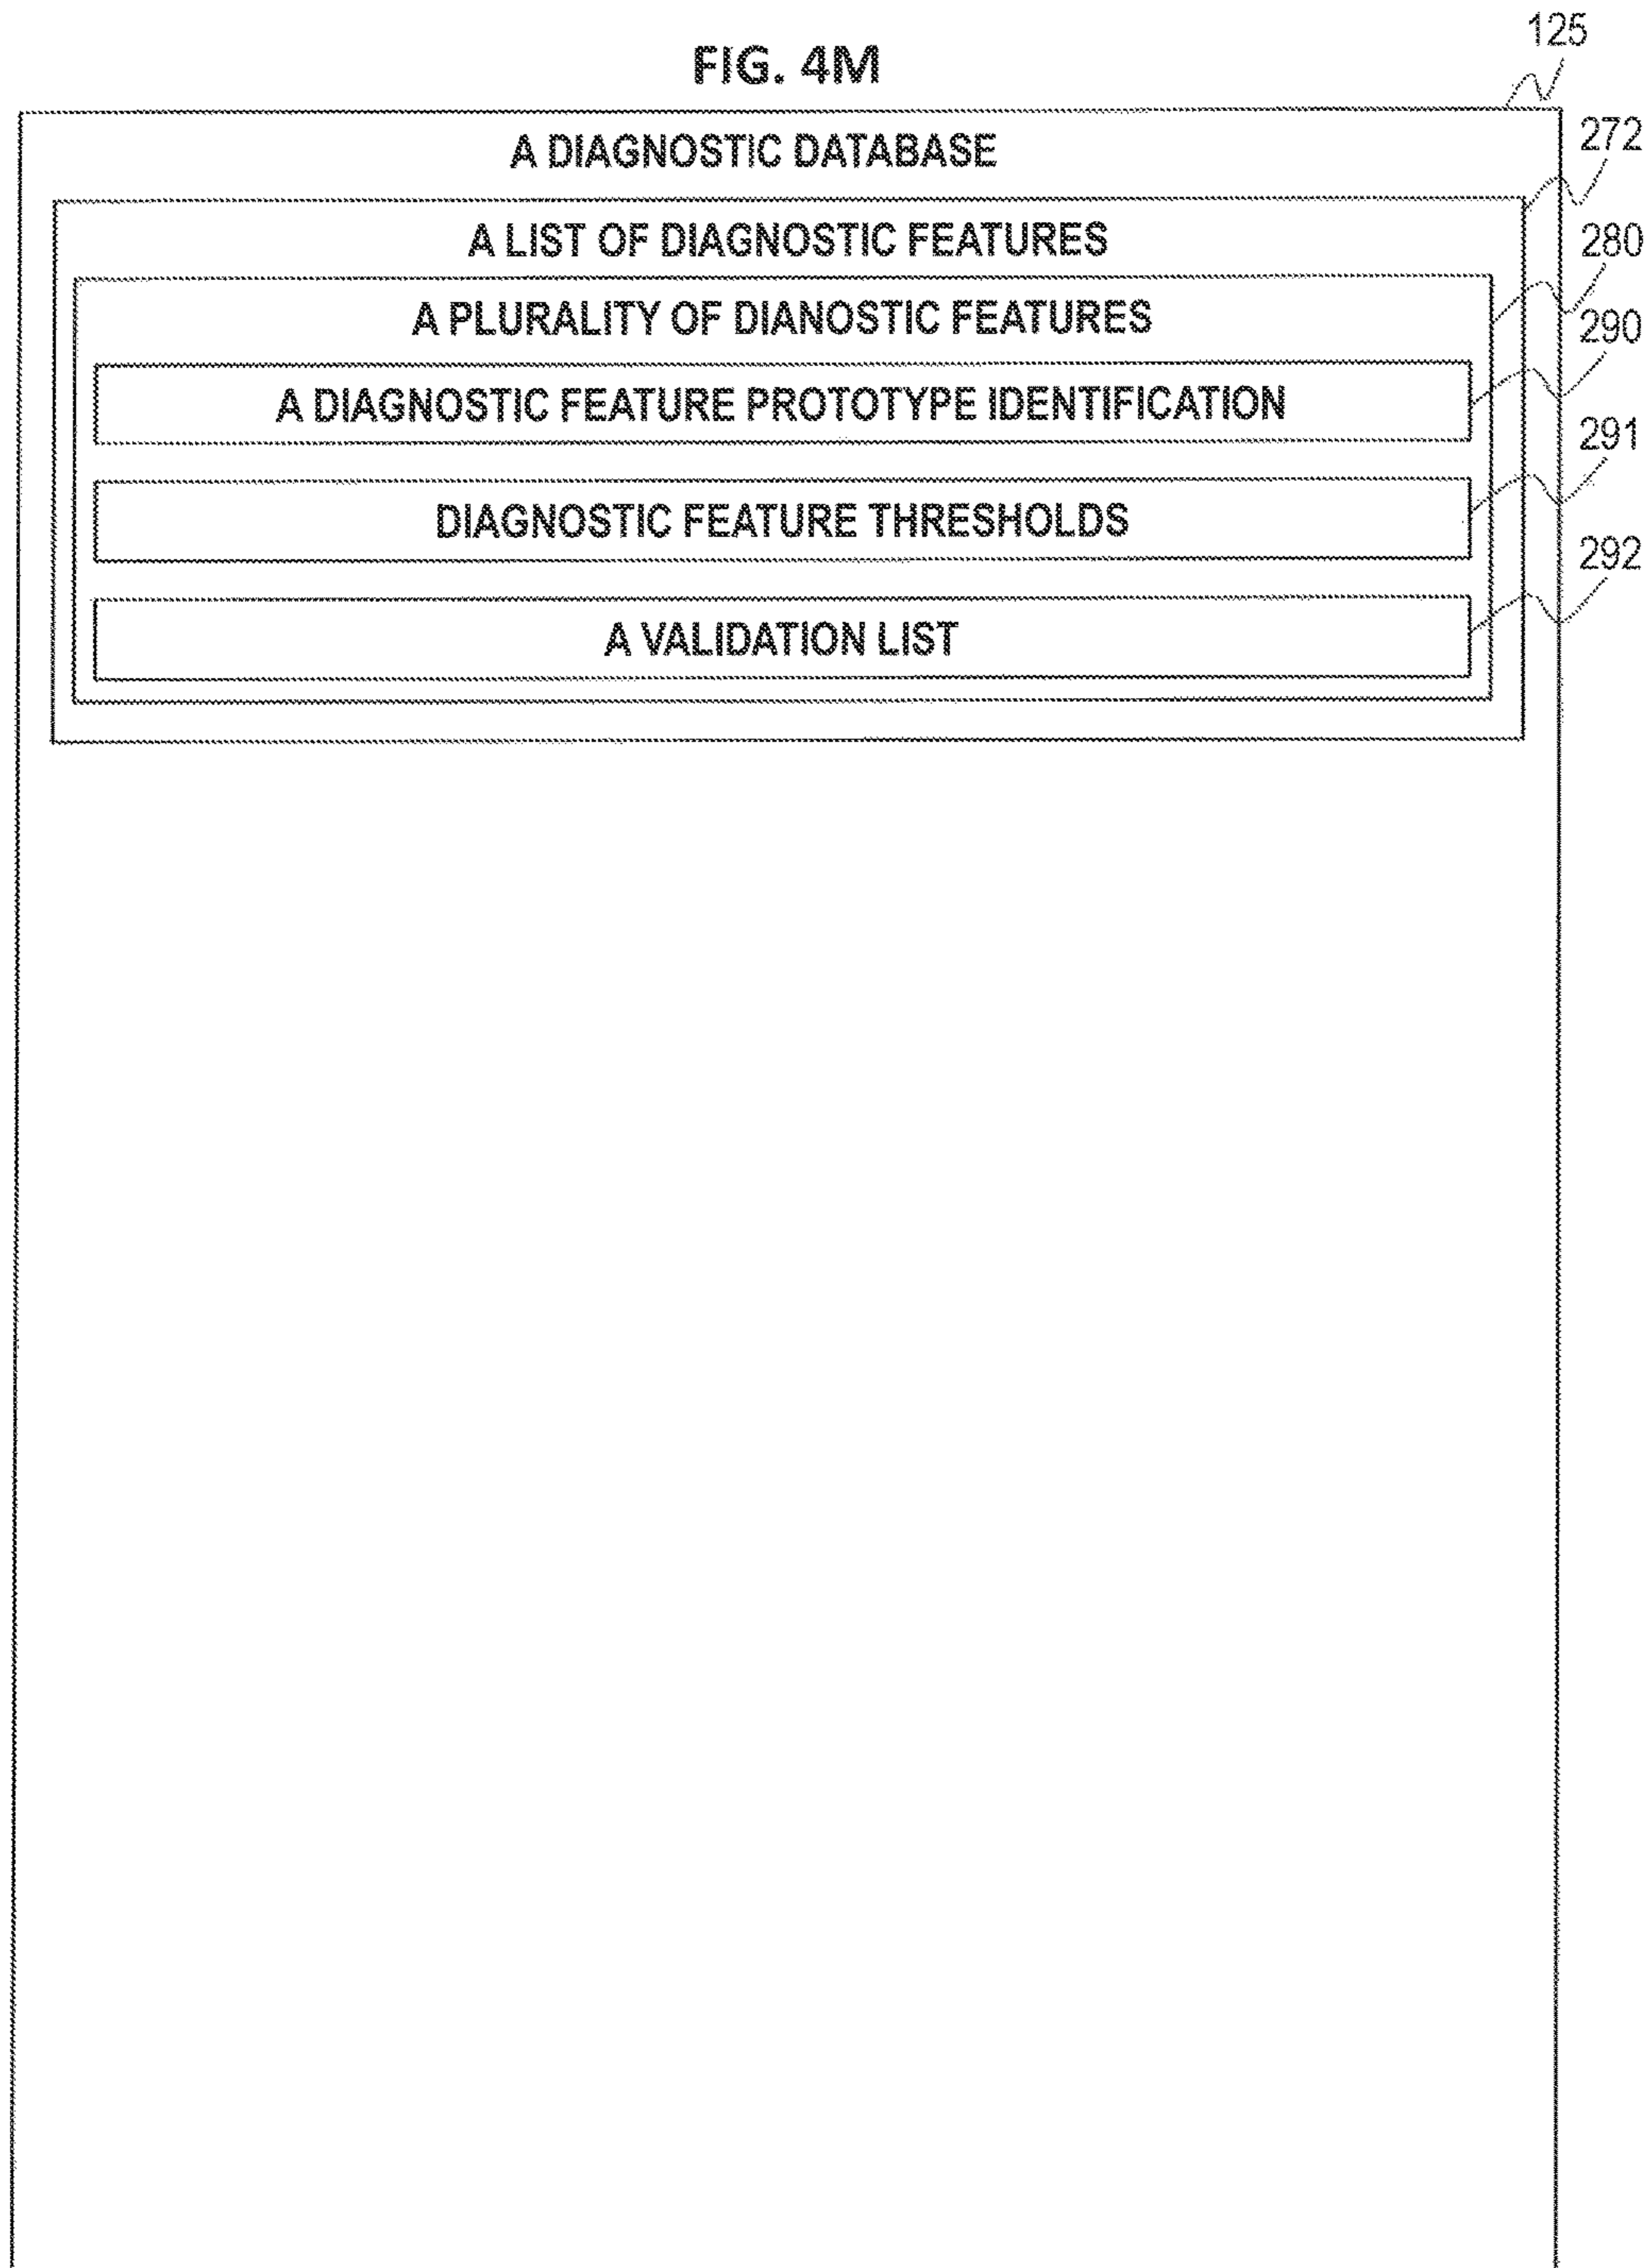 FIG. 4M
125
A DIAGNOSTIC DATABASE
272
A LIST OF DIAGNOSTIC FEATURES
280
A PLURALITY OF DIANOSTIC FEATURES
290
A DIAGNOSTIC FEATURE PROTOTYPE IDENTIFICATION
291
DIAGNOSTIC FEATURE THRESHOLDS
292
A VALIDATION LIST